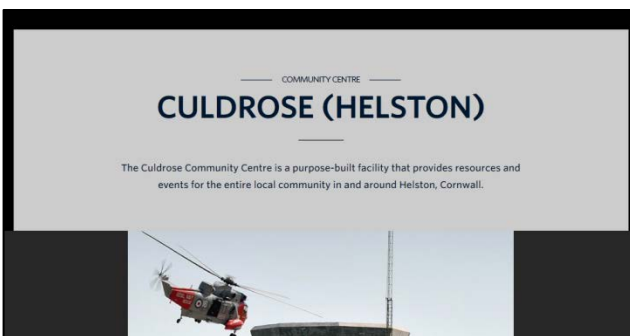 COMMUNITY CENTRE
CULDROSE (HELSTON)
The Culdrose Community Centre is a purpose-built facility that provides resources and
events for the entire local community in and around Helston, Cornwall.